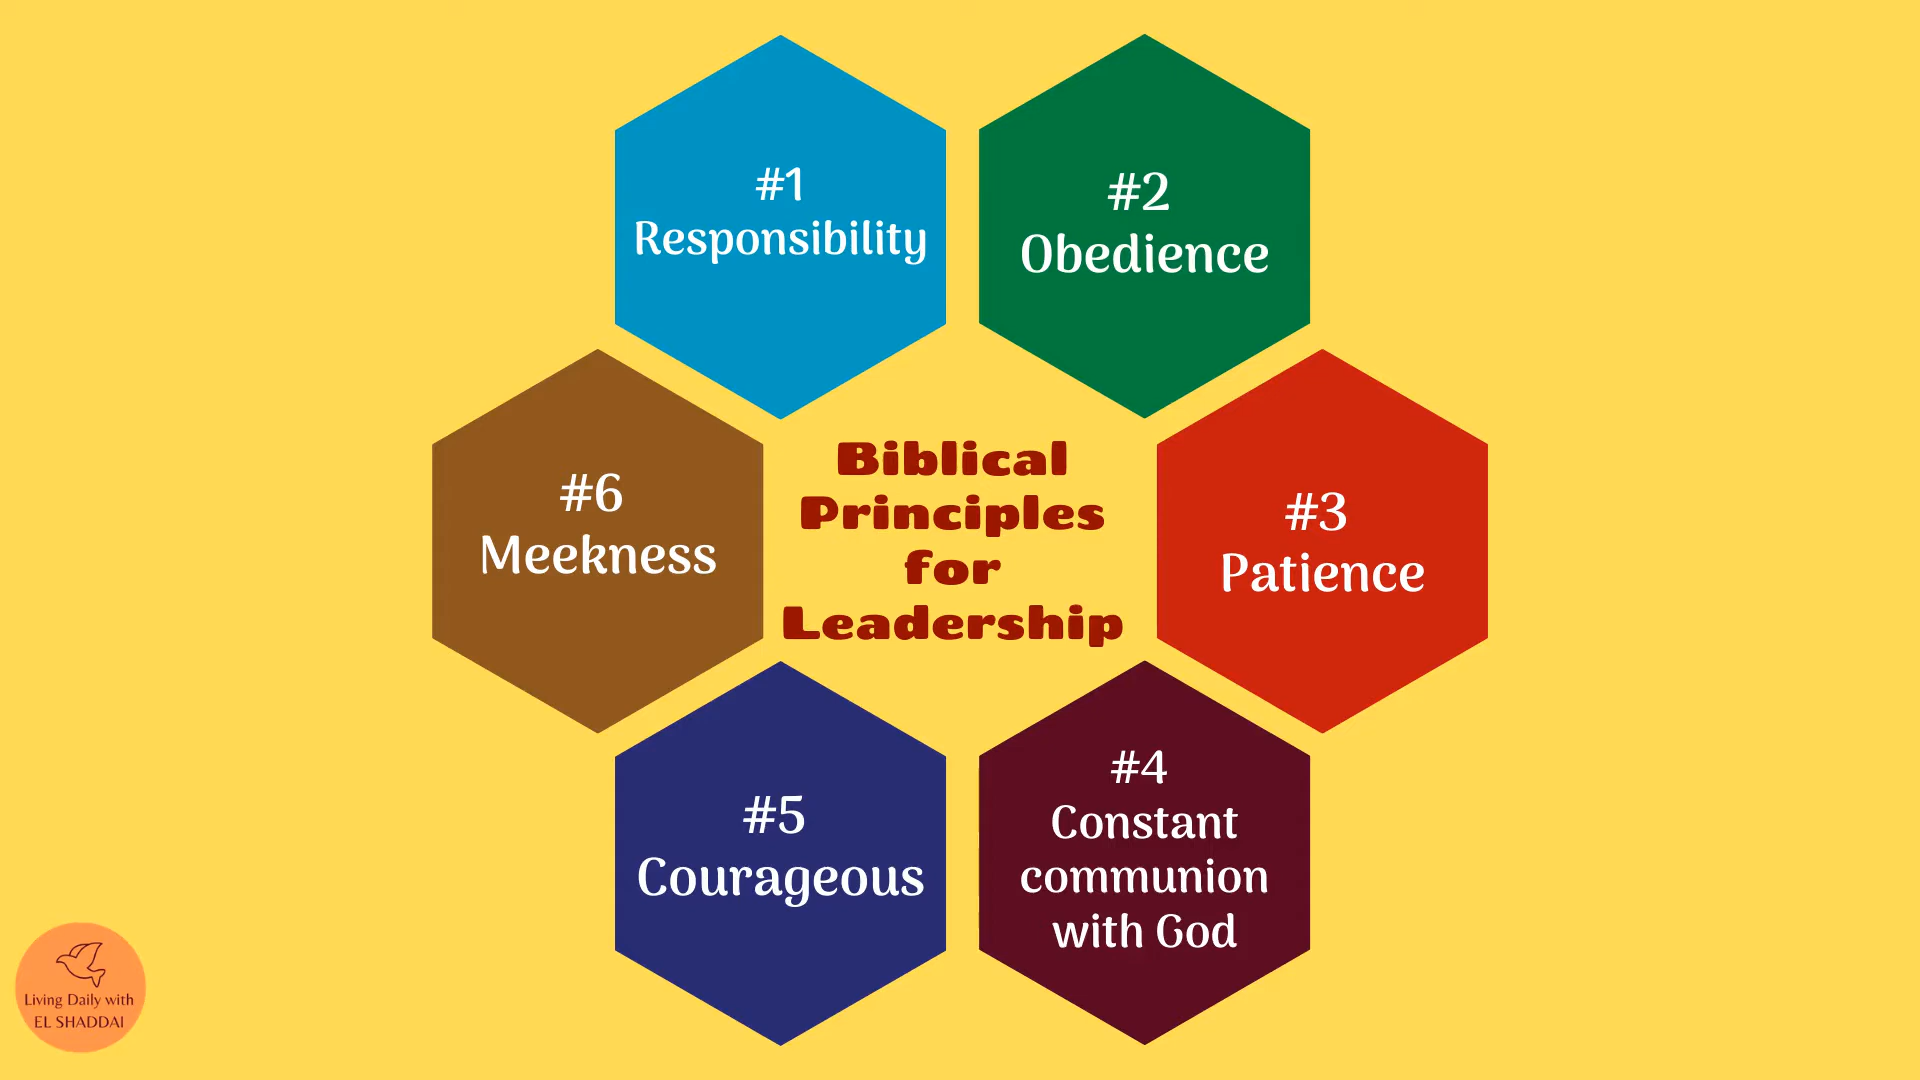 #1
Responsibility
#2
Obedience
#3
Patience
#4
Constant
communion
with God
#5
Courageous
#6
Meekness
Biblical
Principles
for
Leadership
Living Daily with
EL SHADDAI